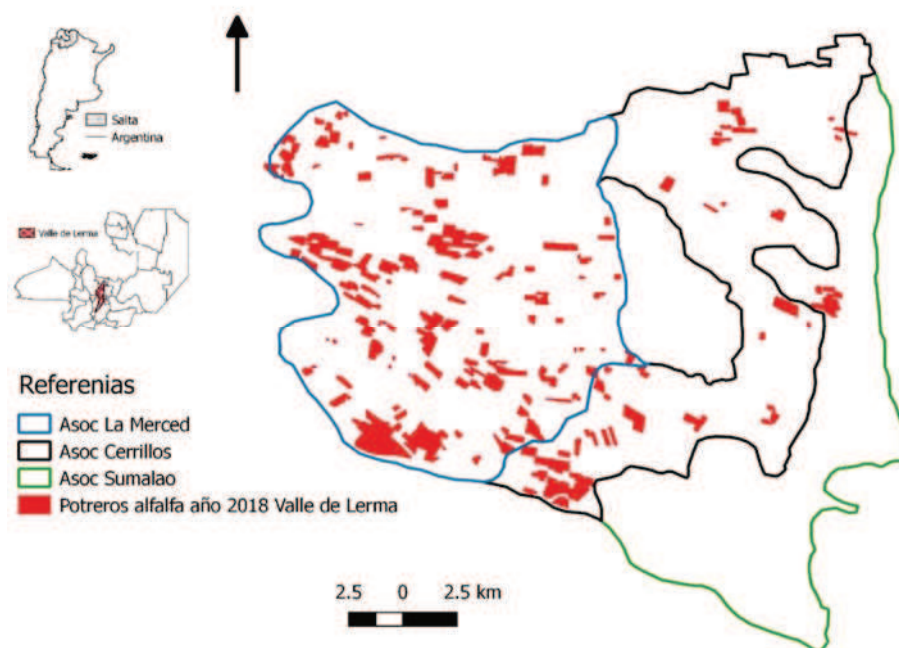 Salta
Argentina
Valle de Lerma
Referenias
Asoc La Merced
Asoc Cerrillos
Asoc Sumalao
Potreros alfalfa año 2018 Valle de Lerma
2.5 0 2.5 km